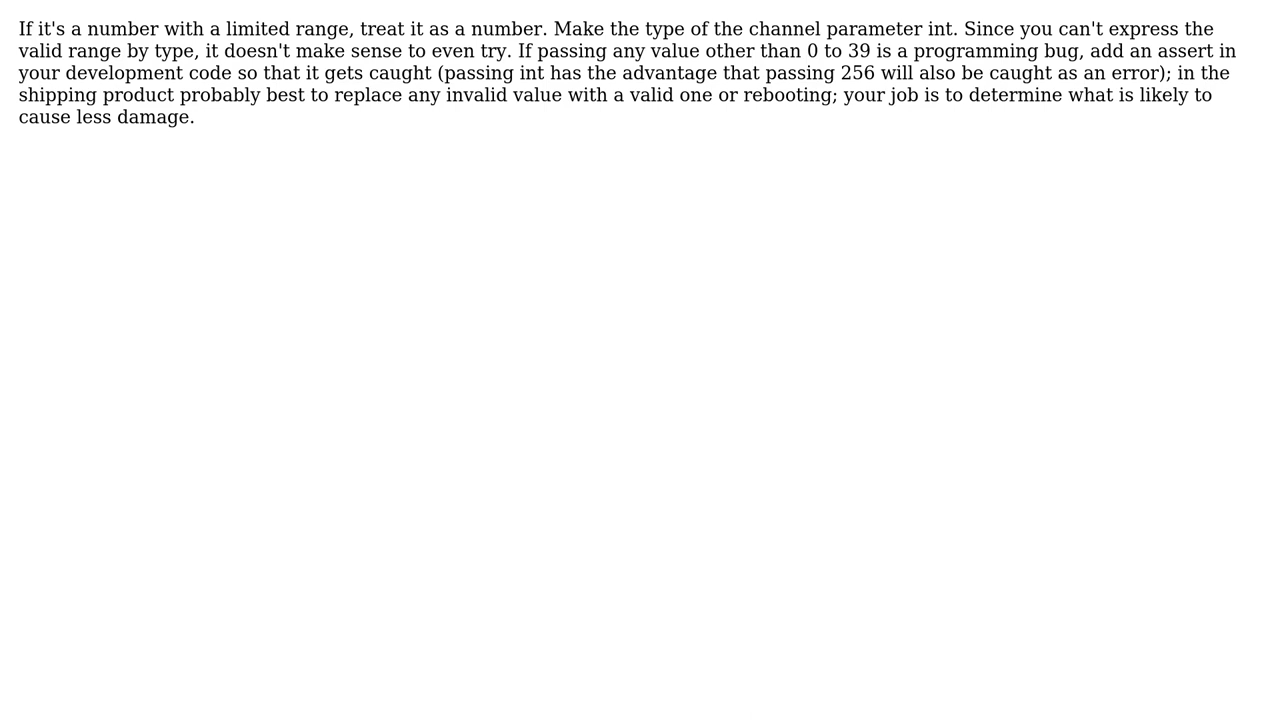 If it's a number with a limited range, treat it as a number. Make the type of the channel parameter int. Since you can't express the
valid range by type, it doesn't make sense to even try. If passing any value other than 0 to 39 is a programming bug, add an assert in
your development code so that it gets caught (passing int has the advantage that passing 256 will also be caught as an error); in the
shipping product probably best to replace any invalid value with a valid one or rebooting; your job is to determine what is likely to
cause less damage.